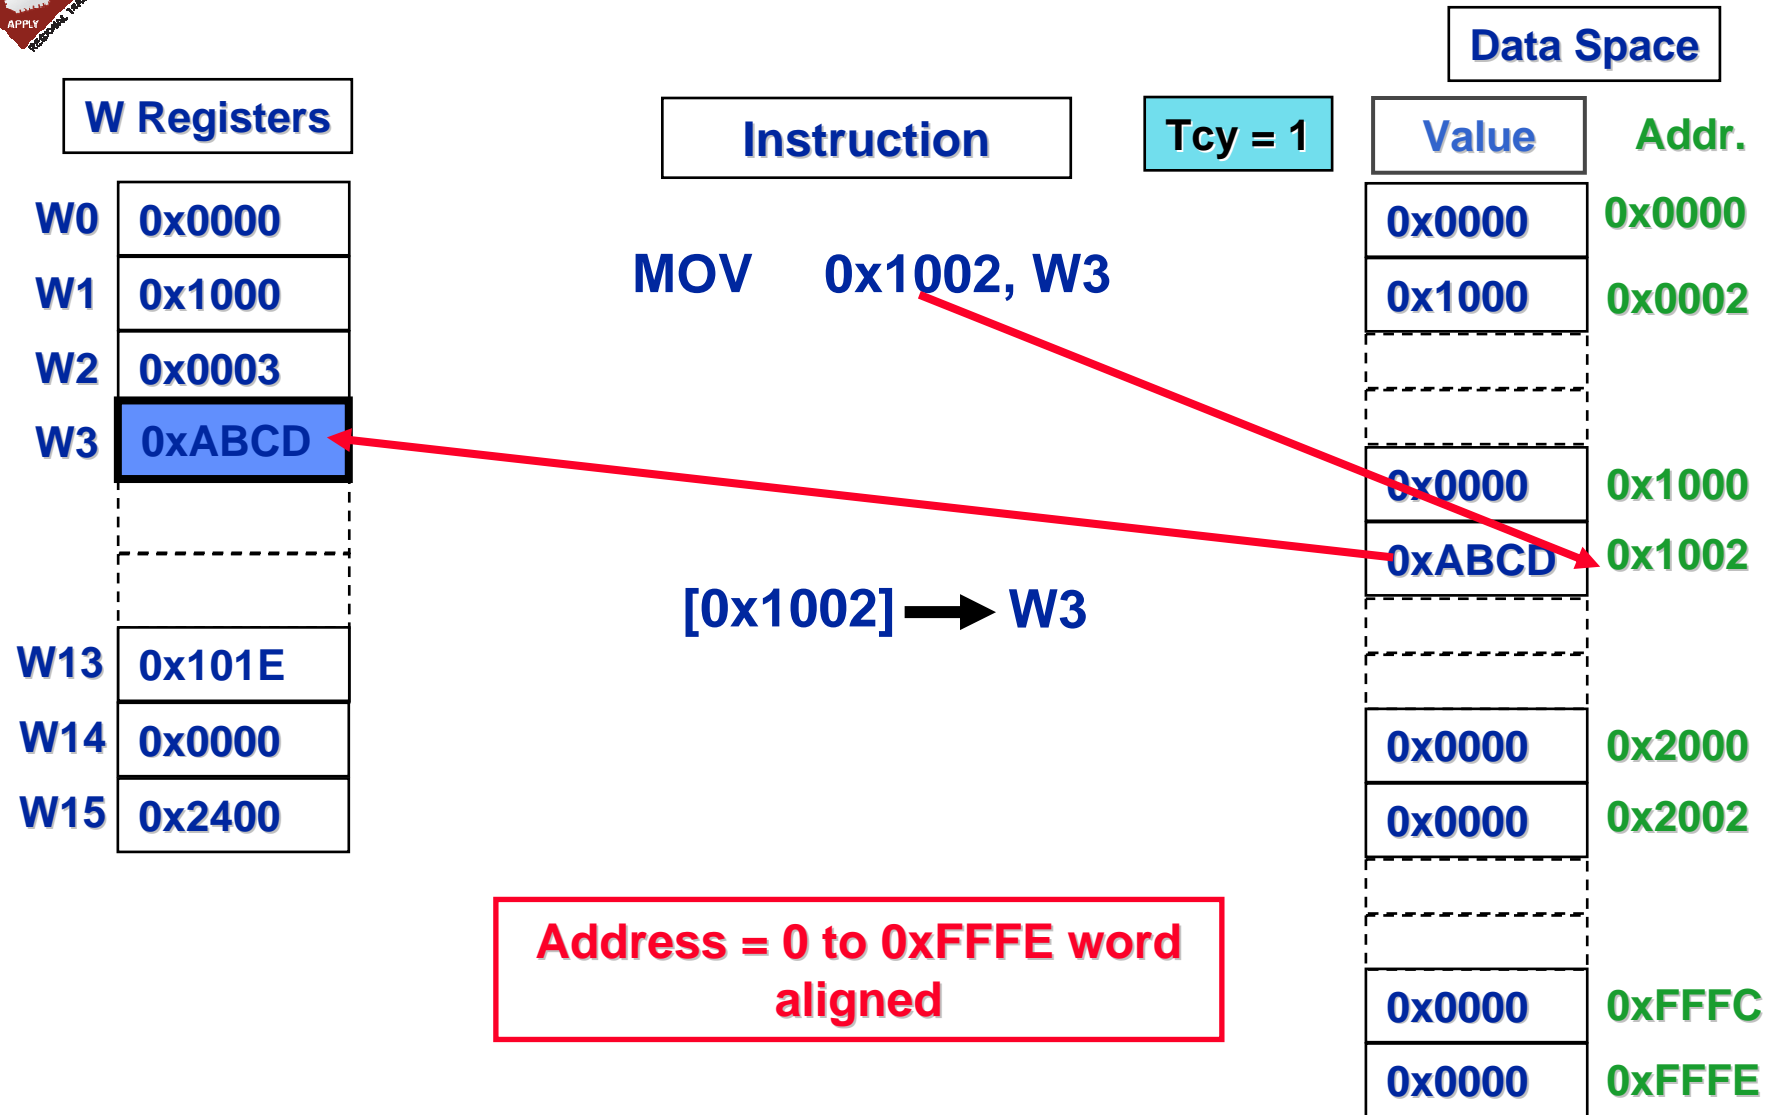 APPLY
Data Space
W Registers
Instruction
Tcy = 1
Value
Addr.
W0 0x0000
W1 0x1000
W2 0x0003
W3 0xABCD
W13 0x101E
W14 0x0000
W15 0x2400
MOV 0x1002, W3
[0x1002] W3
Address = 0 to 0xFFFE word
aligned
0x0000 0x0000
0x1000 0x0002
0x0000 0x1000
0xABCD 0x1002
0x0000 0x2000
0x0000 0x2002
0x0000 0xFFFC
0x0000 0xFFFE